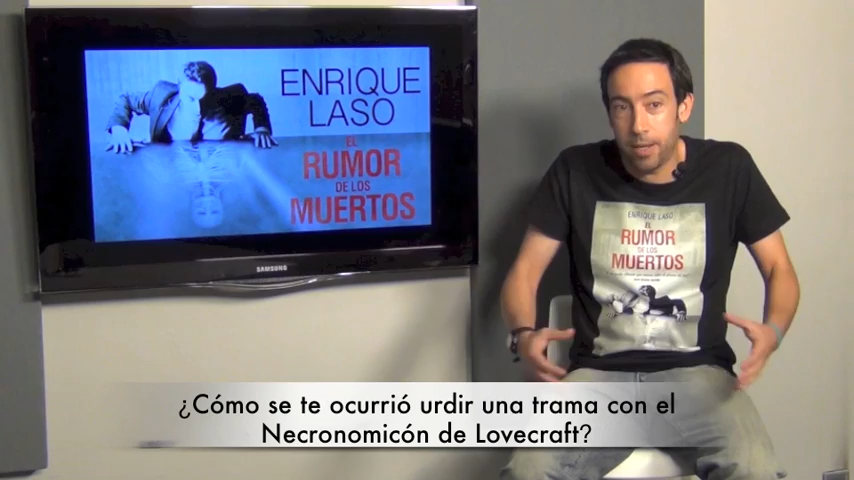 ENRIQUE
LASO
EL
RUMOR
DE LOS
MUERTOS
SAMSUNG
ENRIQUE LASO
EL
RUMOR
DE LOS
MUERTOS
¿Cómo se te ocurrió urdir una trama con el
Necronomicón de Lovecraft?